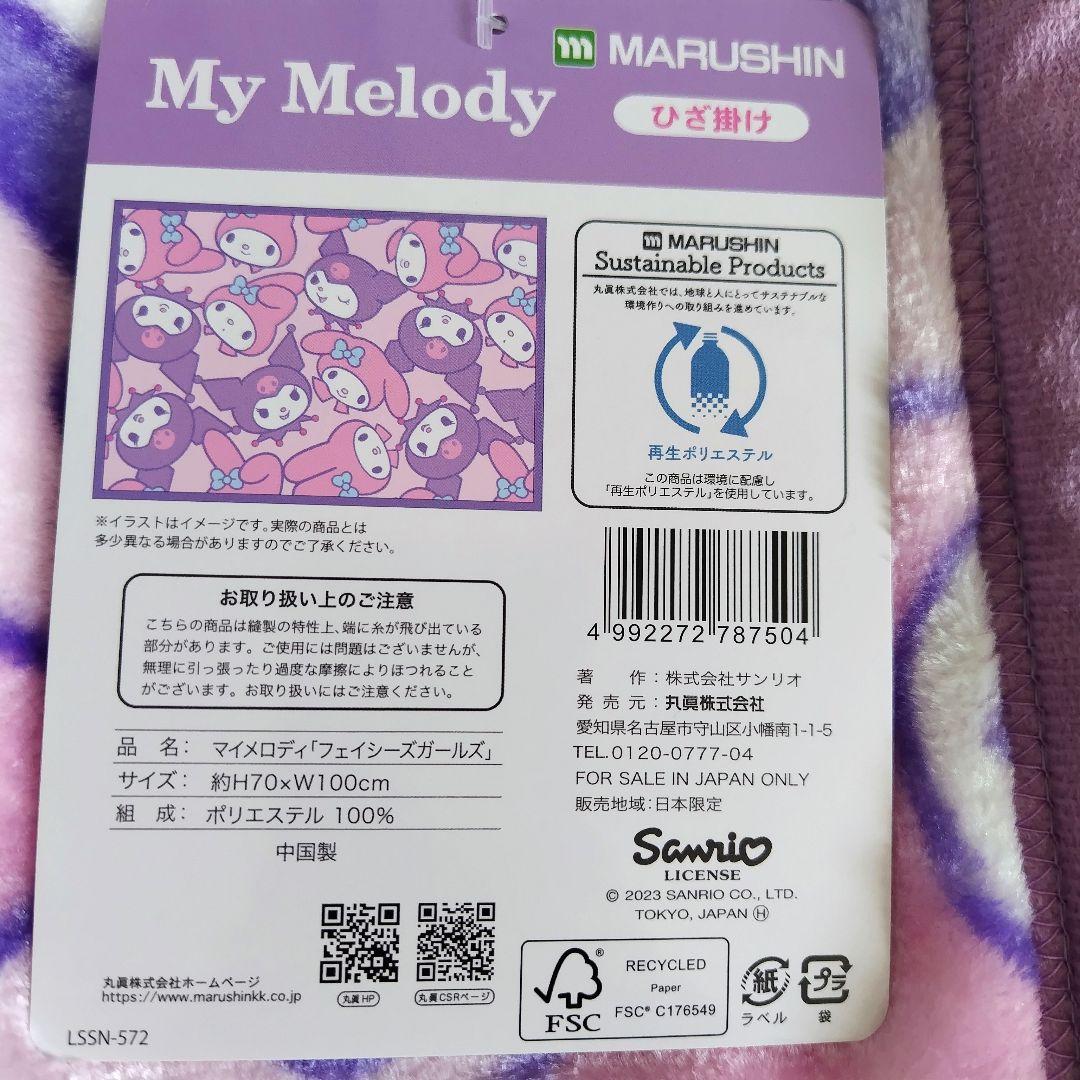 MARUSHIN
My Melody
ひざ掛け
MARUSHIN
Sustainable Products
丸眞株式会社では、地球と人にとってサステナブルな
環境作りへの取り組みを進めています。
再生ポリエステル
この商品は環境に配慮し
「再生ポリエステル」を使用しています。
※イラストはイメージです。実際の商品とは
多少異なる場合がありますのでご了承ください。
お取り扱い上のご注意
こちらの商品は縫製の特性上、端に糸が飛び出ている
部分があります。ご使用には問題はございませんが、
無理に引っ張ったり過度な摩擦によりほつれること
がございます。お取り扱いにはご注意ください。
品 名: マイメロディ「フェイシーズガールズ」
サイズ: 約H70×W100cm
組 成: ポリエステル 100%
中国製
丸眞株式会社ホームページ
https://www.marushinkk.co.jp
丸眞HP
丸眞CSRページ
LSSN-572
4 992272 787504
著 作:株式会社サンリオ
発 売 元:丸眞株式会社
愛知県名古屋市守山区小幡南1-1-5
TEL.0120-0777-04
FOR SALE IN JAPAN ONLY
販売地域:日本限定
Sanrio
LICENSE
© 2023 SANRIO CO., LTD.
TOKYO, JAPAN Ⓗ
FSC®
RECYCLED
Paper
FSC® C176549
紙
ラベル
プラ
袋